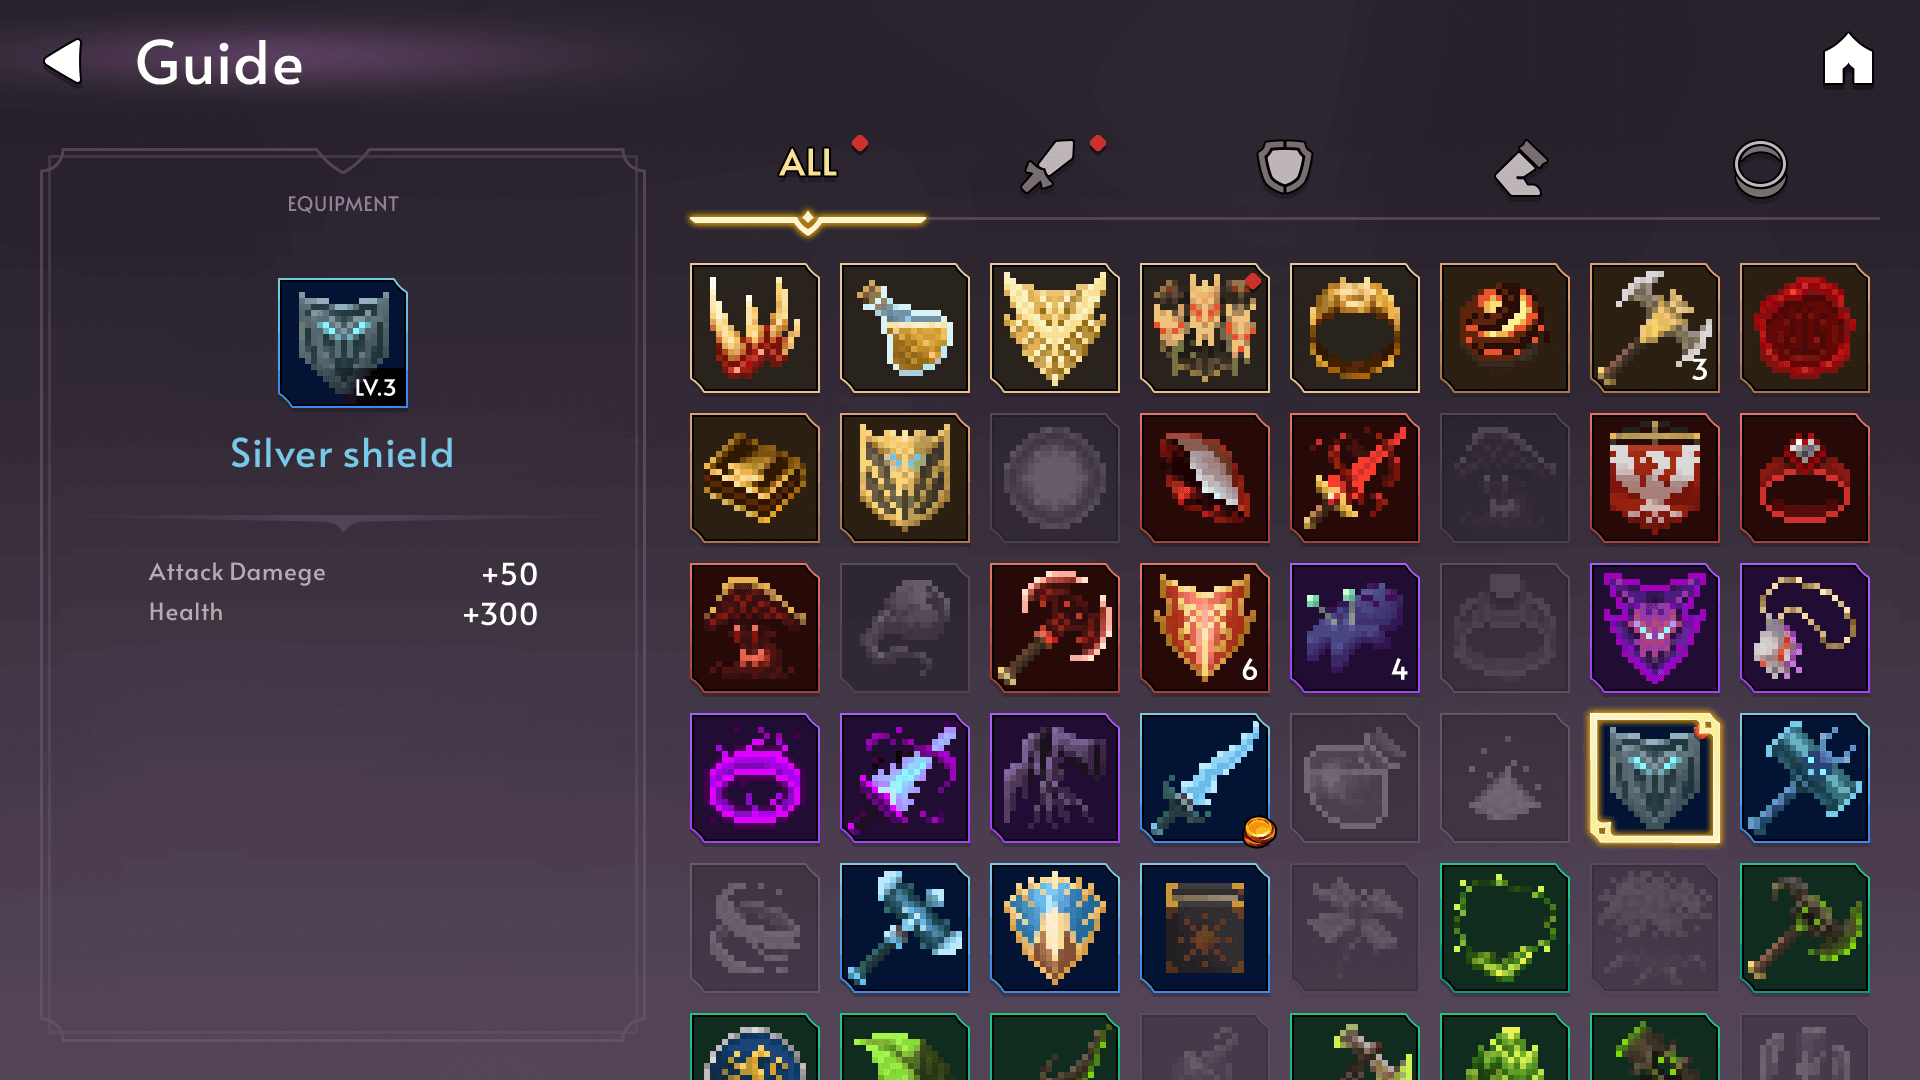 Guide
ALL
EQUIPMENT
LV.3
Silver shield
Attack Damege +50
Health +300
3
6
4